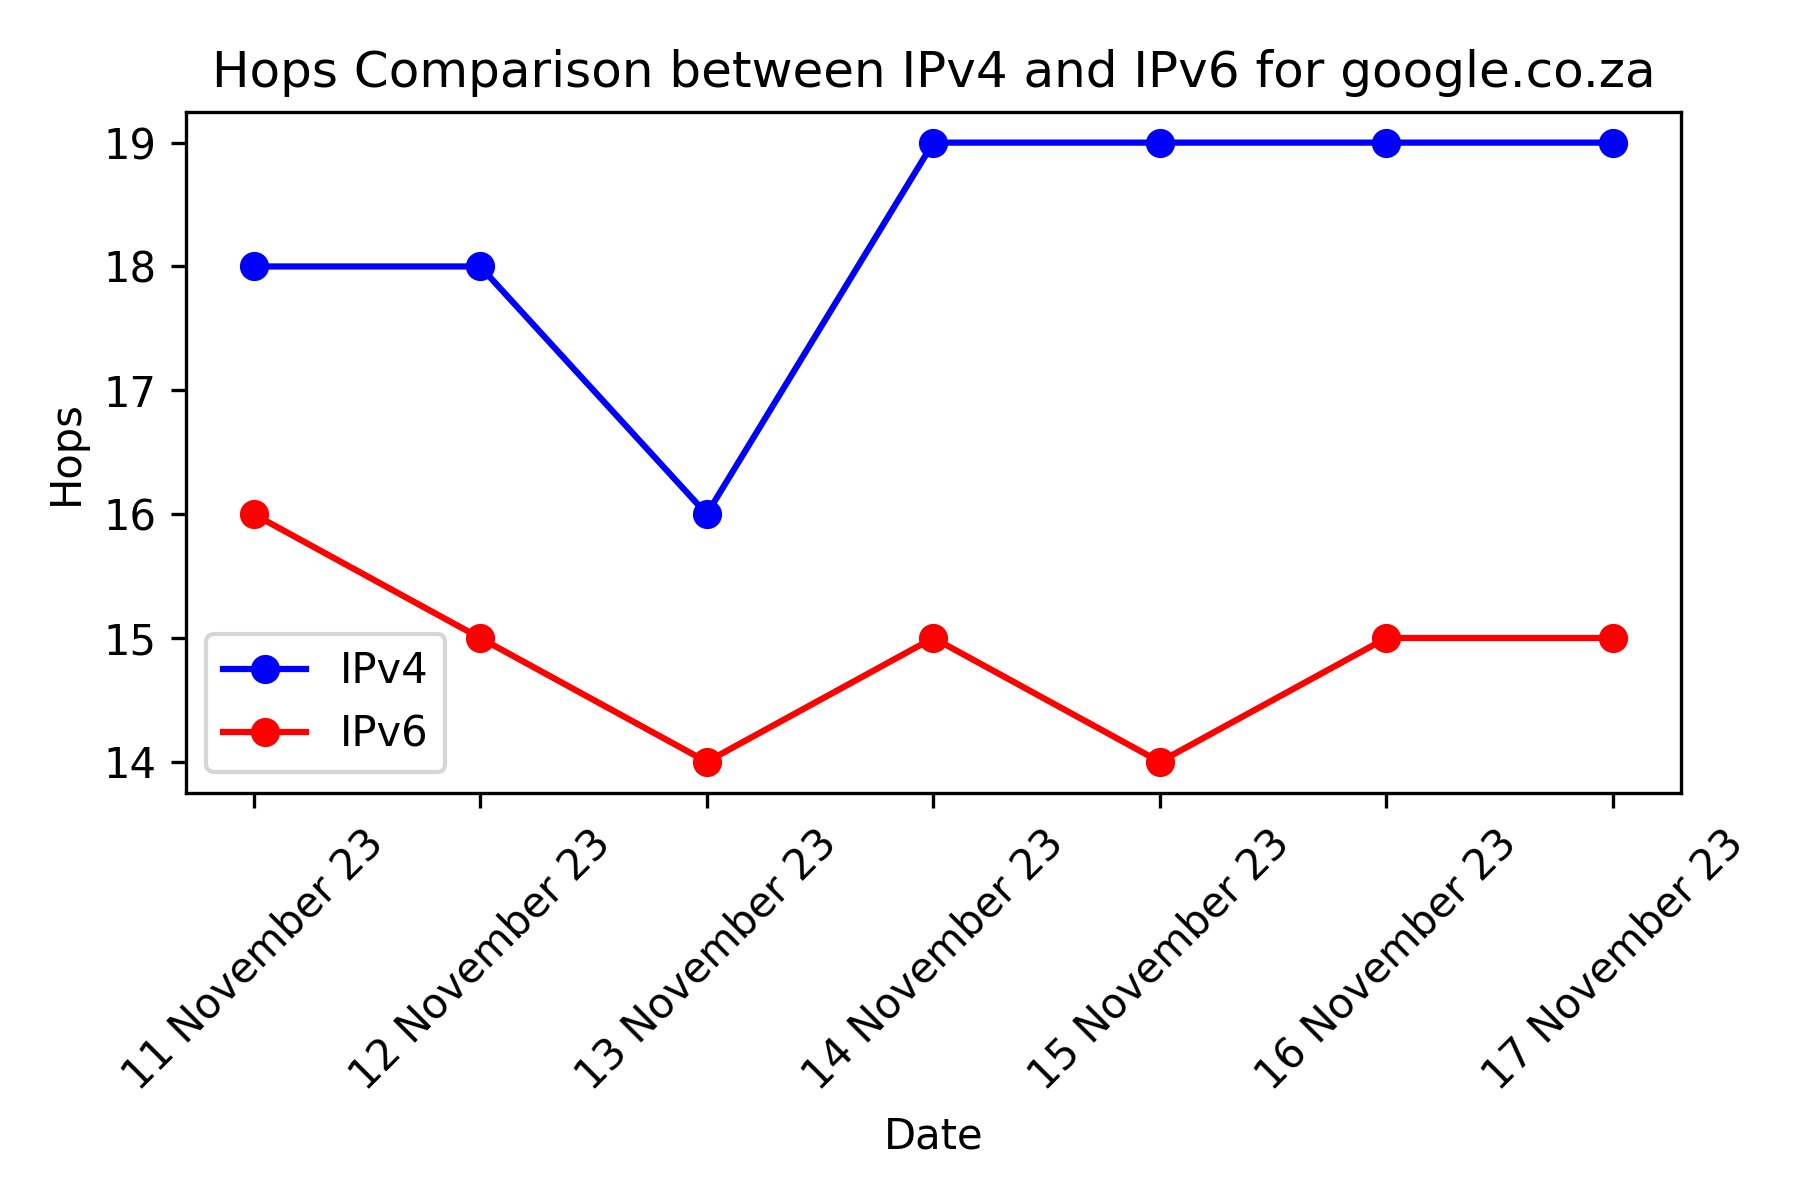 Hops Comparison between IPv4 and IPv6 for google.co.za
Hops
19
18
17
16
15
14
IPv4
IPv6
11 November 23
12 November 23
13 November 23
14 November 23
15 November 23
16 November 23
17 November 23
Date